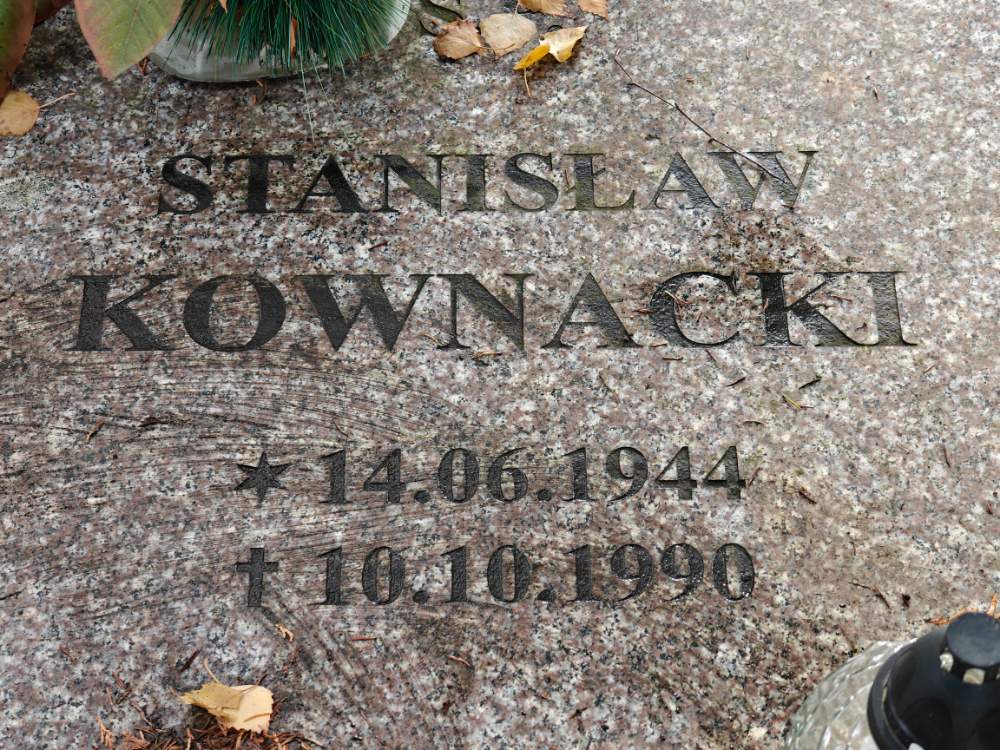 STANISŁAW
KOWNACKI
* 14.06.1944
† 10.10.1990